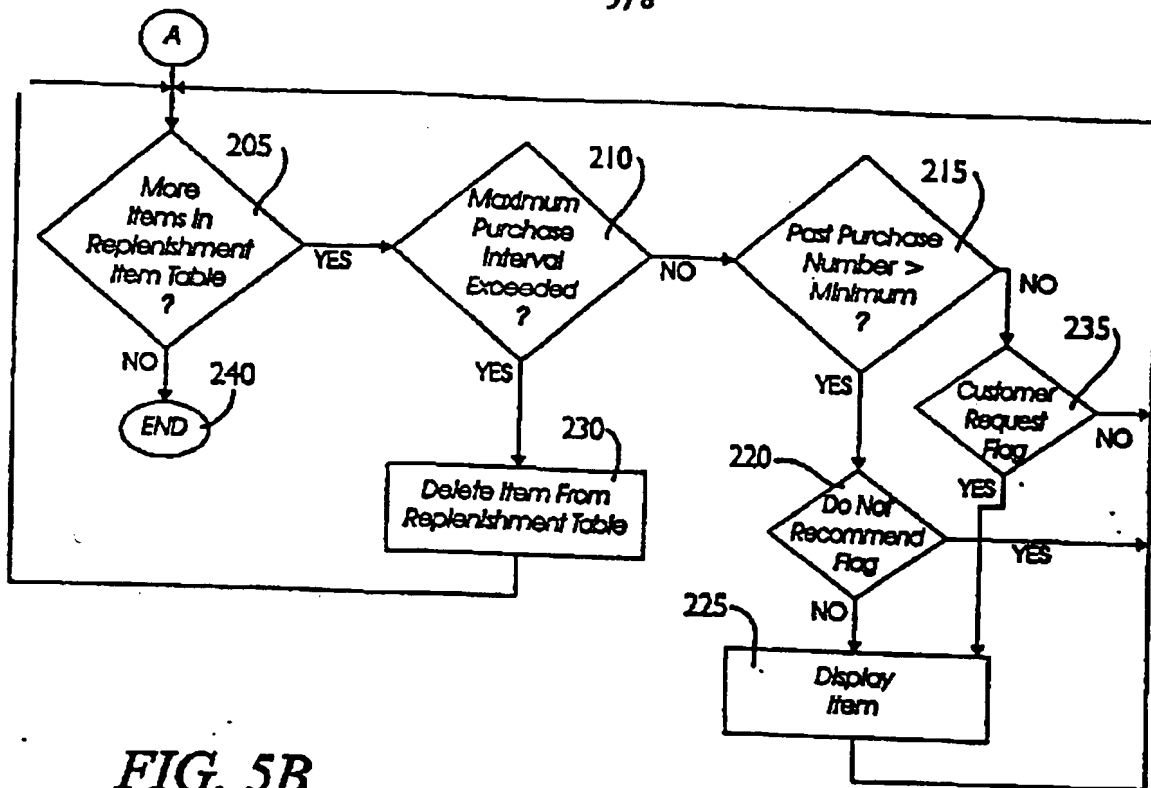 A
205
More
Items In
Replenishment
Item Table
?
YES
NO
240
END
210
Maximum
Purchase
Interval
Exceeded
?
NO
YES
230
Delete Item From
Replenishment Table
215
Past Purchase
Number >
Minimum
?
NO
YES
235
Customer
Request
Flag
NO
YES
220
Do Not
Recommend
Flag
YES
NO
225
Display
Item
FIG. 5B